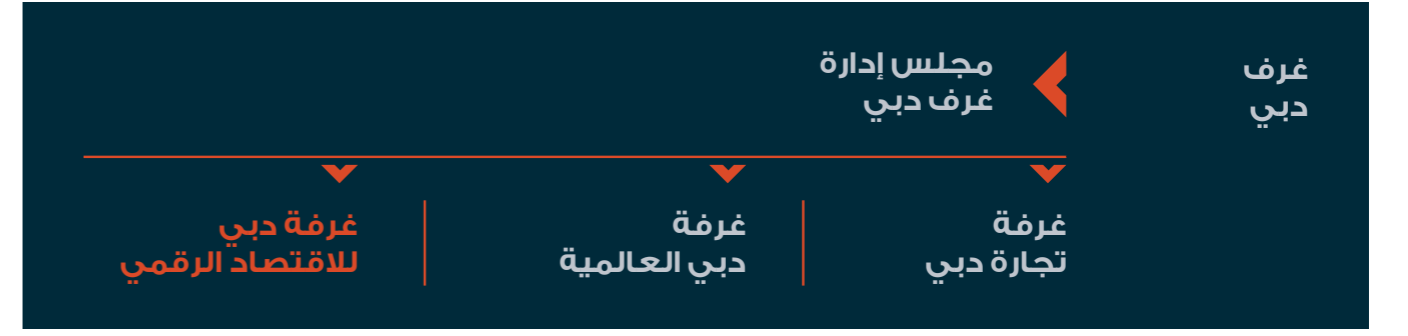 غرف
دبي
مجلس إدارة
غرف دبي
غرفة
تجارة دبي
غرفة
دبي العالمية
غرفة دبي
للاقتصاد الرقمي